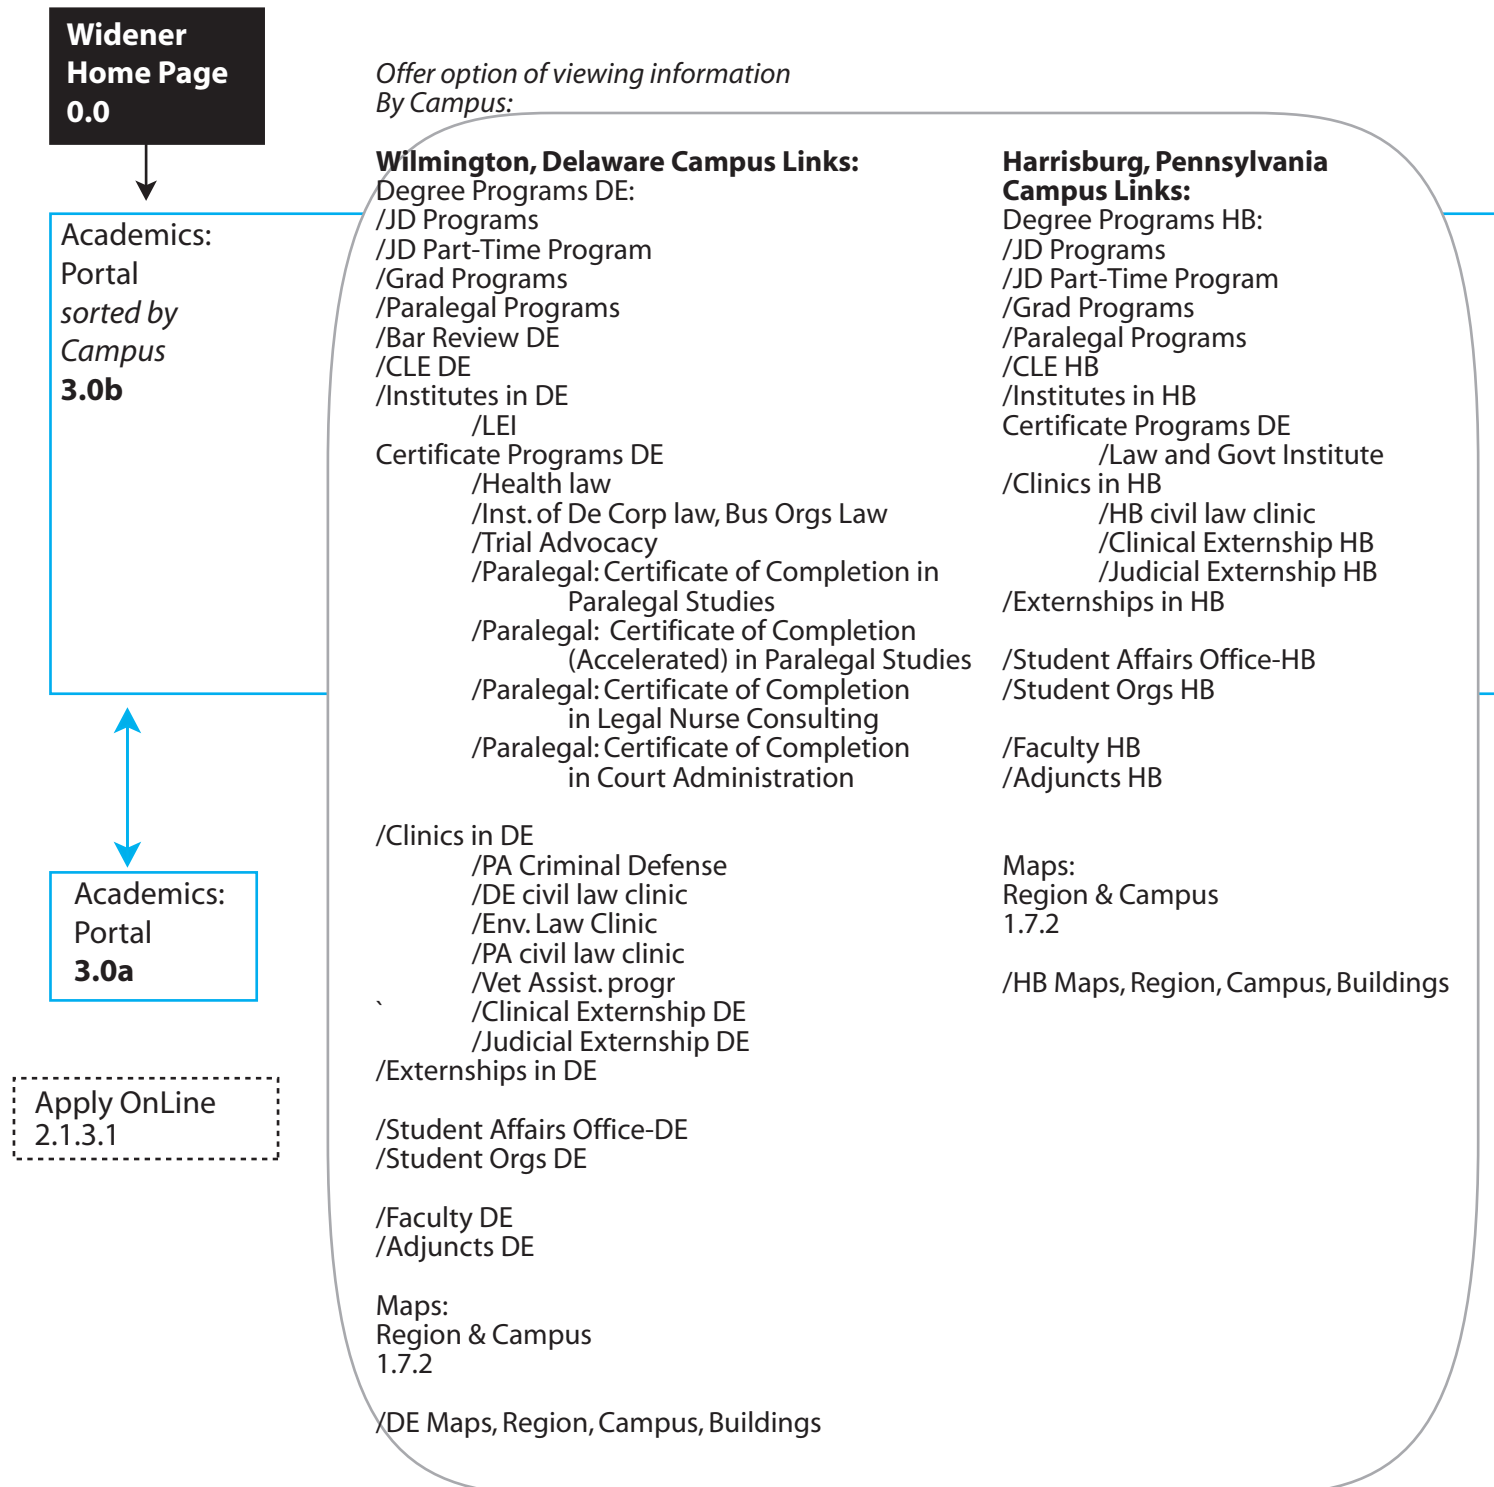 Widener
Home Page
0.0
Offer option of viewing information
By Campus:
Academics:
Portal
sorted by
Campus
3.0b
Academics:
Portal
3.0a
Apply OnLine
2.1.3.1
Wilmington, Delaware Campus Links:
Degree Programs DE:
/JD Programs
/JD Part-Time Program
/Grad Programs
/Paralegal Programs
/Bar Review DE
/CLE DE
/Institutes in DE
/LEI
Certificate Programs DE
/Health law
/Inst. of De Corp law, Bus Orgs Law
/Trial Advocacy
/Paralegal: Certificate of Completion in
Paralegal Studies
/Paralegal:  Certificate of Completion
(Accelerated) in Paralegal Studies
/Paralegal: Certificate of Completion
in Legal Nurse Consulting
/Paralegal: Certificate of Completion
in Court Administration
/Clinics in DE
/PA Criminal Defense
/DE civil law clinic
/Env. Law Clinic
/PA civil law clinic
/Vet Assist. progr
` /Clinical Externship DE
/Judicial Externship DE
/Externships in DE
/Student Affairs Office-DE
/Student Orgs DE
/Faculty DE
/Adjuncts DE
Maps:
Region & Campus
1.7.2
/DE Maps, Region, Campus, Buildings
Harrisburg, Pennsylvania
Campus Links:
Degree Programs HB:
/JD Programs
/JD Part-Time Program
/Grad Programs
/Paralegal Programs
/CLE HB
/Institutes in HB
Certificate Programs DE
/Law and Govt Institute
/Clinics in HB
/HB civil law clinic
/Clinical Externship HB
/Judicial Externship HB
/Externships in HB
/Student Affairs Office-HB
/Student Orgs HB
/Faculty HB
/Adjuncts HB
Maps:
Region & Campus
1.7.2
/HB Maps, Region, Campus, Buildings